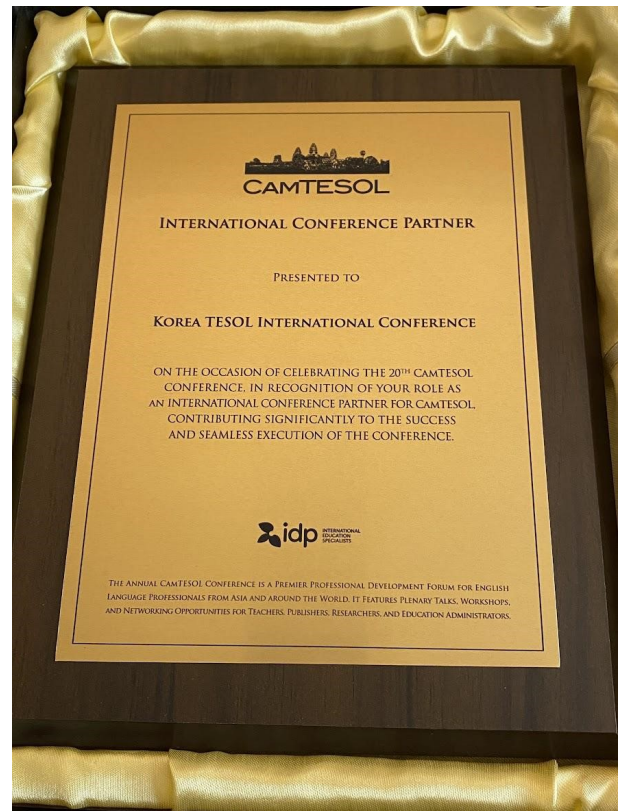 CAMTESOL
INTERNATIONAL CONFERENCE PARTNER
PRESENTED TO
KOREA TESOL INTERNATIONAL CONFERENCE
ON THE OCCASION OF CELEBRATING THE 20TH CAMTESOL
CONFERENCE, IN RECOGNITION OF YOUR ROLE AS
AN INTERNATIONAL CONFERENCE PARTNER FOR CAMTESOL,
CONTRIBUTING SIGNIFICANTLY TO THE SUCCESS
AND SEAMLESS EXECUTION OF THE CONFERENCE.
idp INTERNATIONAL
EDUCATION
SPECIALISTS
THE ANNUAL CAMTESOL CONFERENCE IS A PREMIER PROFESSIONAL DEVELOPMENT FORUM FOR ENGLISH
LANGUAGE PROFESSIONALS FROM ASIA AND AROUND THE WORLD. IT FEATURES PLENARY TALKS, WORKSHOPS,
AND NETWORKING OPPORTUNITIES FOR TEACHERS, PUBLISHERS, RESEARCHERS, AND EDUCATION ADMINISTRATORS.